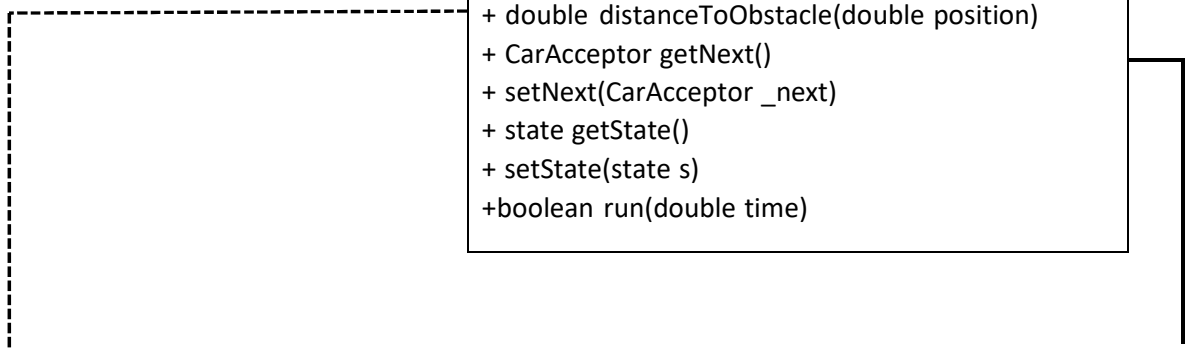 + double distanceToObstacle(double position)
+ CarAcceptor getNext()
+ setNext(CarAcceptor _next)
+ state getState()
+ setState(state s)
+boolean run(double time)